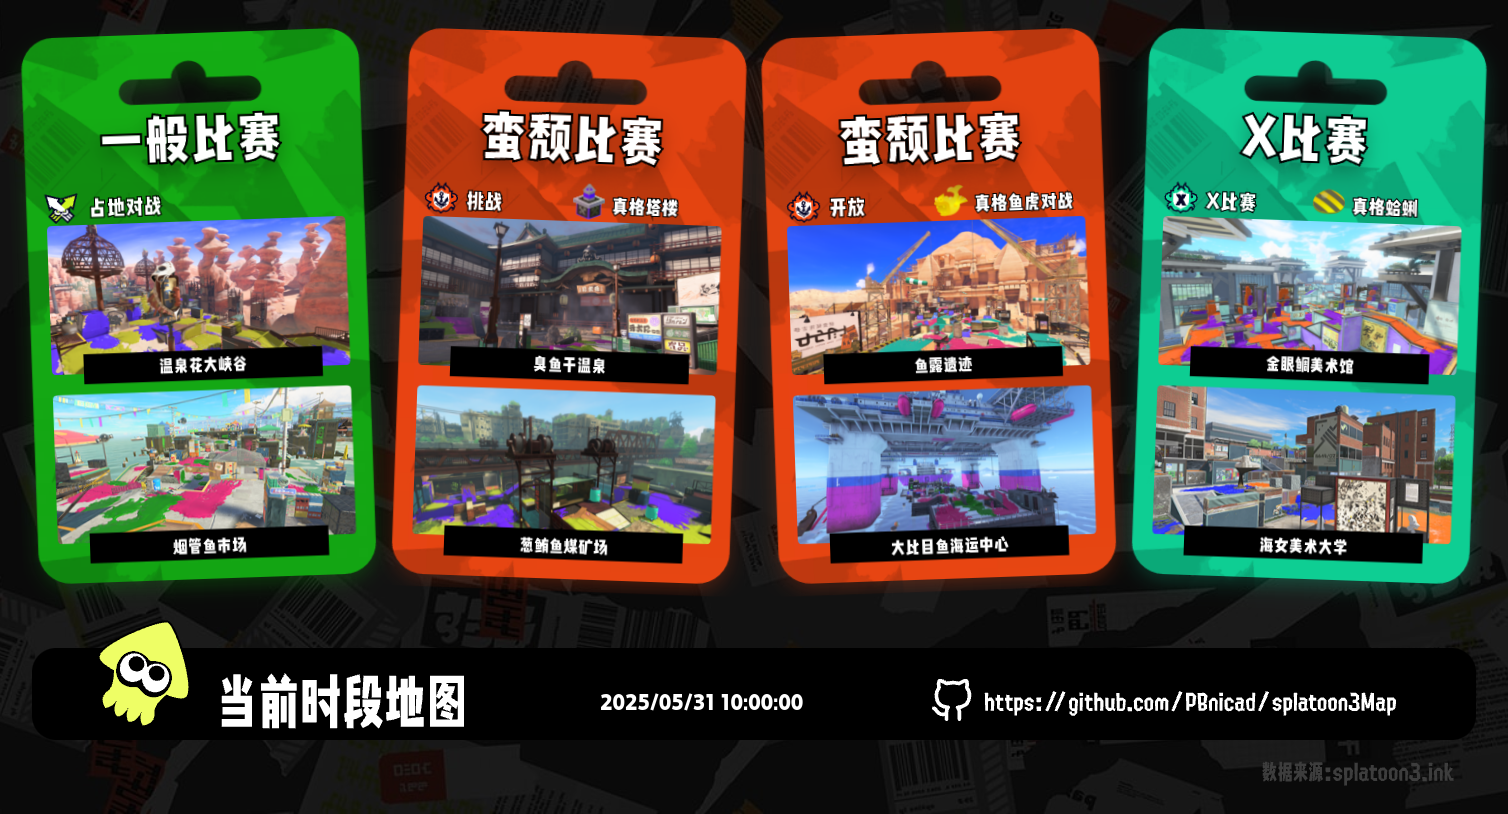 一般比赛
占地对战
温泉花大峡谷
烟管鱼市场
蛮颓比赛
挑战
真格塔楼
臭鱼干温泉
葱鲔鱼煤矿场
蛮颓比赛
开放
真格鱼虎对战
鱼露遗迹
大比目鱼海运中心
X比赛
X比赛
真格蛤蜊
金眼鲷美术馆
海女美术大学
当前时段地图
2025/05/31 10:00:00
https://github.com/PBnicad/splatoon3Map
数据来源:splatoon3.ink